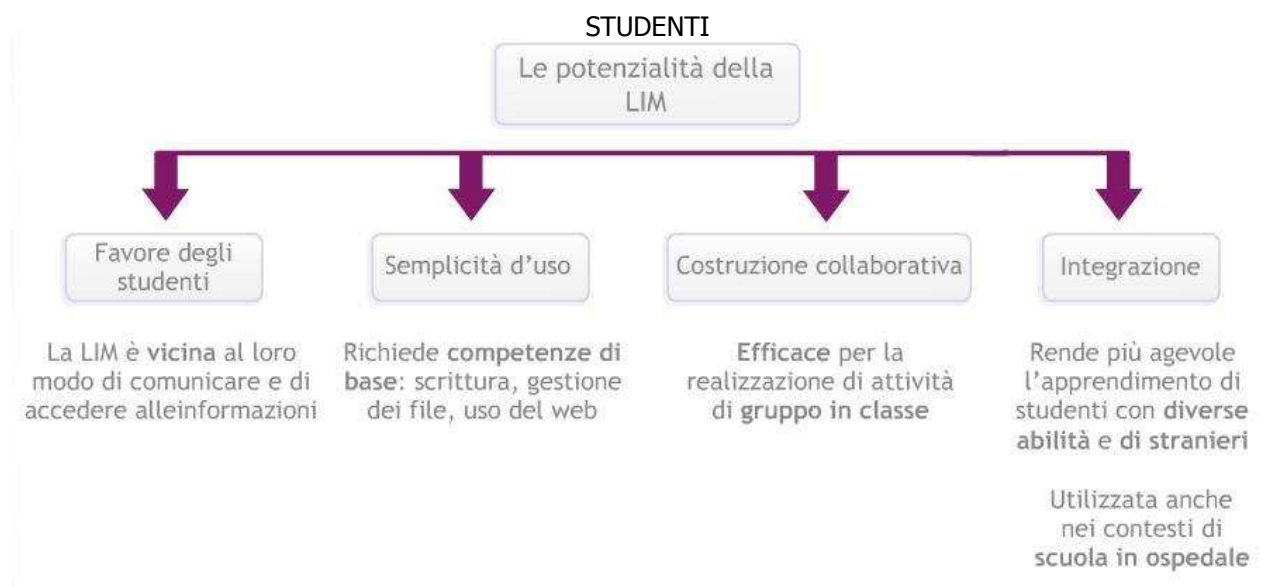 STUDENTI
Le potenzialità della
LIM
Favore degli
studenti
La LIM è vicina al loro
modo di comunicare e di
accedere alleinformazioni
Semplicità d'uso
Richiede competenze di
base: scrittura, gestione
dei file, uso del web
Costruzione collaborativa
Efficace per la
realizzazione di attività
di gruppo in classe
Integrazione
Rende più agevole
l'apprendimento di
studenti con diverse
abilità e di stranieri
Utilizzata anche
nei contesti di
scuola in ospedale